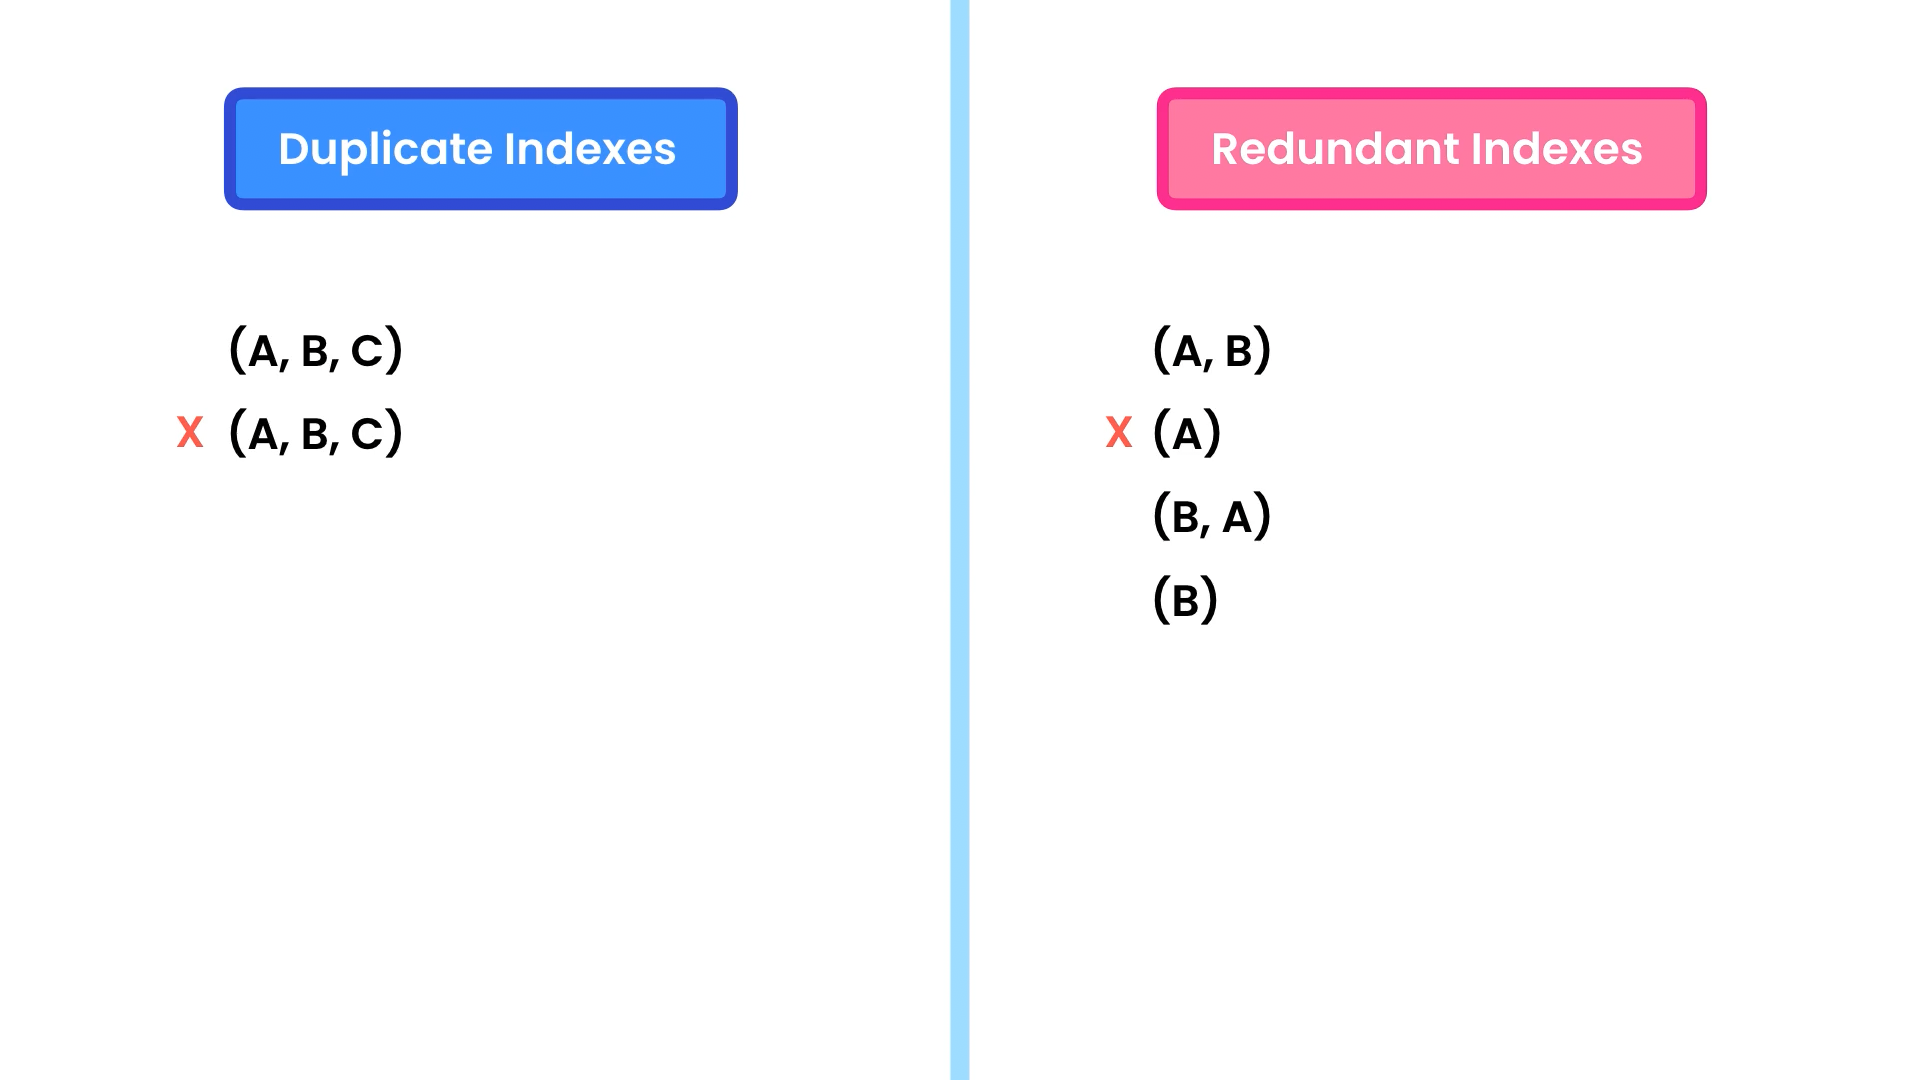 Duplicate Indexes
(A, B, C)
X (A, B, C)
Redundant Indexes
(A, B)
X (A)
(B, A)
(B)